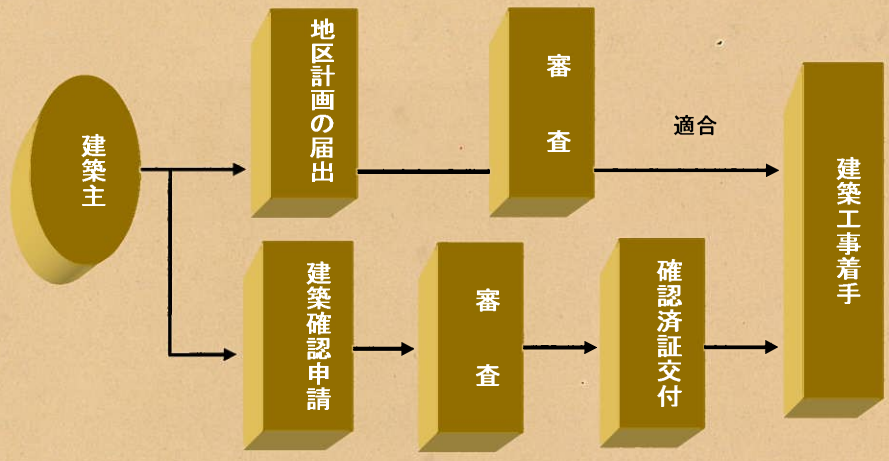 建築主
地区計画の届出
審査
適合
建築確認申請
審査
確認済証交付
建築工事着手